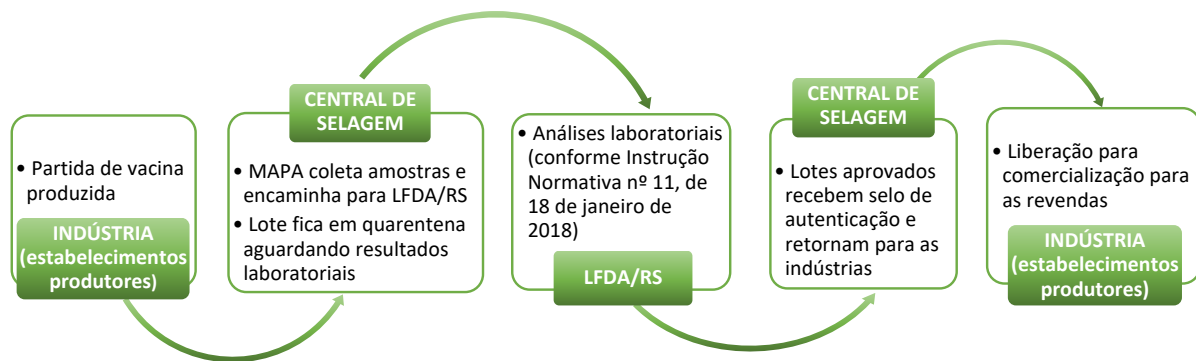 • Partida de vacina
produzida
INDÚSTRIA
(estabelecimentos
produtores)
CENTRAL DE
SELAGEM
• MAPA coleta amostras e
encaminha para LFDA/RS
• Lote fica em quarentena
aguardando resultados
laboratoriais
• Análises laboratoriais
(conforme Instrução
Normativa nº 11, de
18 de janeiro de
2018)
LFDA/RS
CENTRAL DE
SELAGEM
• Lotes aprovados
recebem selo de
autenticação e
retornam para as
indústrias
• Liberação para
comercialização para
as revendas
INDÚSTRIA
(estabelecimentos
produtores)